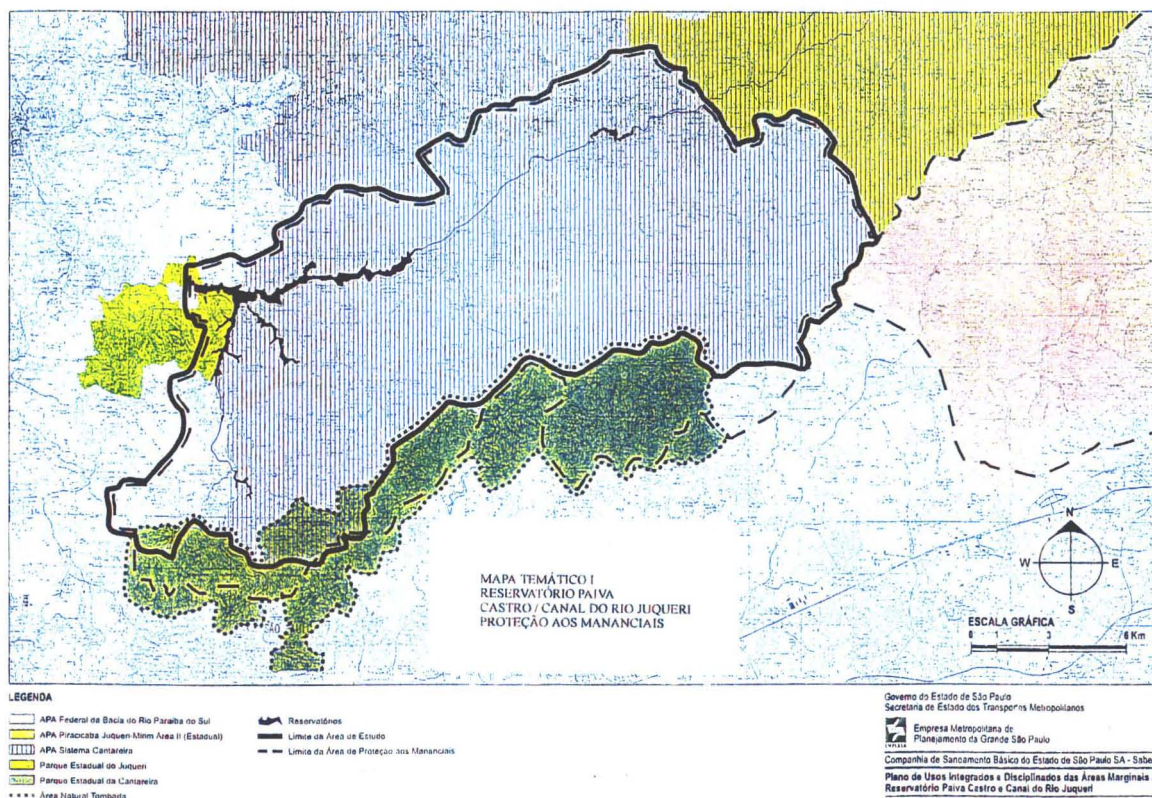 MAPA TEMÁTICO I
RESERVATÓRIO PAIVA
CASTRO / CANAL DO RIO JUQUERI
PROTEÇÃO AOS MANANCIAIS
N
W
E
S
ESCALA GRÁFICA
0 1 3 6 Km
LEGENDA
APA Federal da Bacia do Rio Paraíba do Sul
APA Piracicaba Juqueri-Mirim Área II (Estadual)
APA Sistema Cantareira
Parque Estadual do Juqueri
Parque Estadual da Cantareira
Área Natural Tombada
Reservatórios
Limite da Área de Estudo
Limite da Área de Proteção aos Mananciais
Governo do Estado de São Paulo
Secretaria de Estado dos Transportes Metropolitanos
EMPLASA
Empresa Metropolitana de
Planejamento da Grande São Paulo
Companhia de Saneamento Básico do Estado de São Paulo SA - Sabe
Plano de Usos Integrados e Disciplinados das Áreas Marginais
Reservatório Paiva Castro e Canal do Rio Juqueri